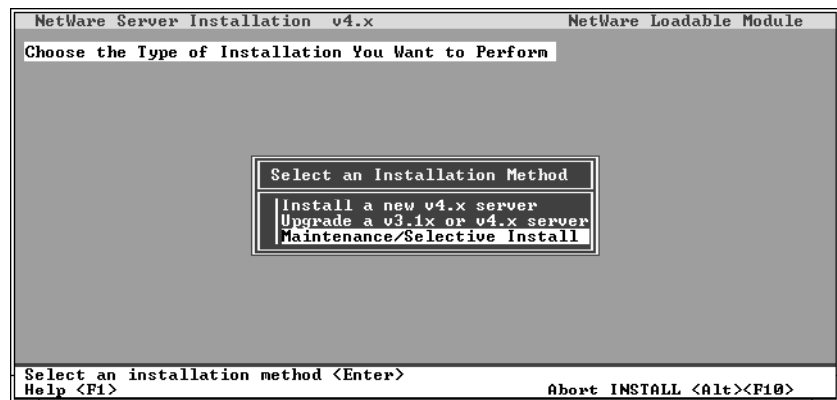 NetWare Server Installation v4.x NetWare Loadable Module
Choose the Type of Installation You Want to Perform
Select an Installation Method
Install a new v4.x server
Upgrade a v3.1x or v4.x server
Maintenance/Selective Install
Select an installation method <Enter>
Help <F1> Abort INSTALL <Alt><F10>